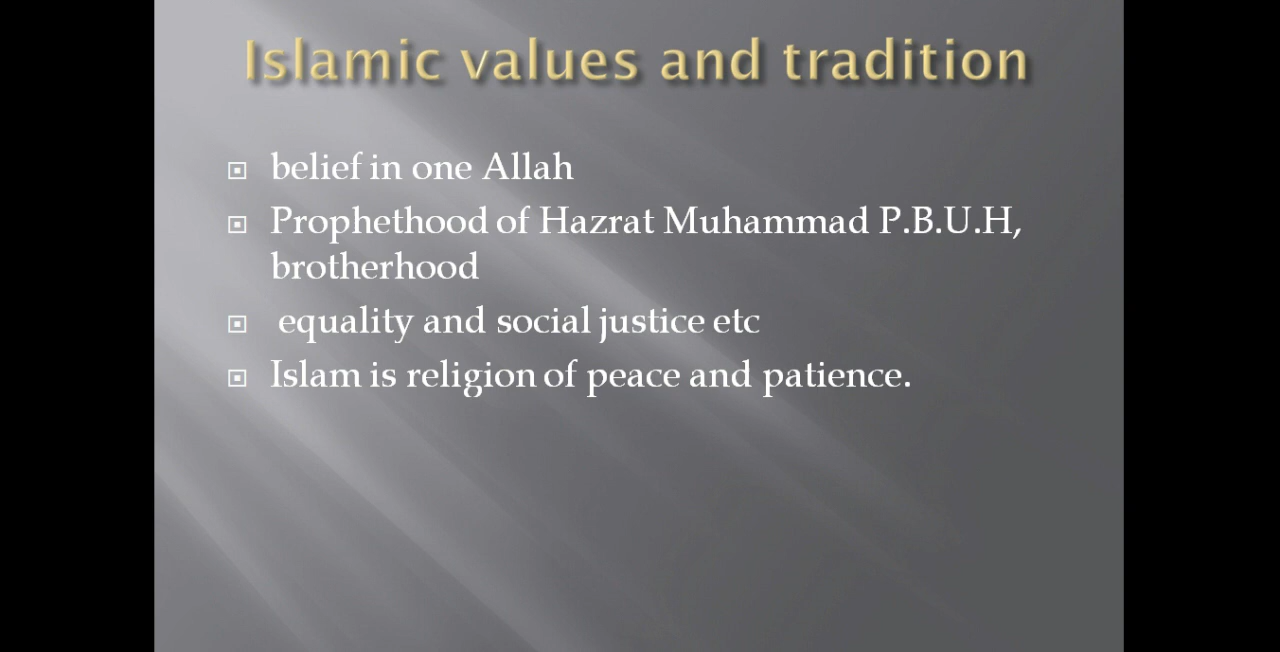 Islamic values and tradition
belief in one Allah
Prophethood of Hazrat Muhammad P.B.U.H,
brotherhood
equality and social justice etc
Islam is religion of peace and patience.